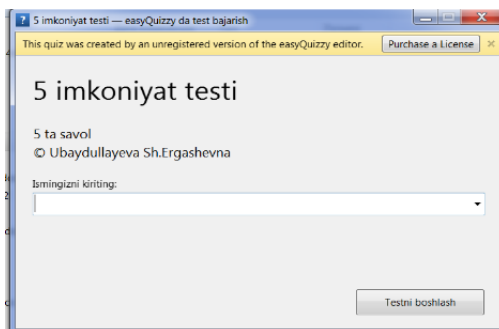 5 imkoniyat testi — easyQuizzy da test bajarish
This quiz was created by an unregistered version of the easyQuizzy editor. Purchase a License
5 imkoniyat testi
5 ta savol
© Ubaydullayeva Sh.Ergashevna
Ismingizni kiriting:
Testni boshlash